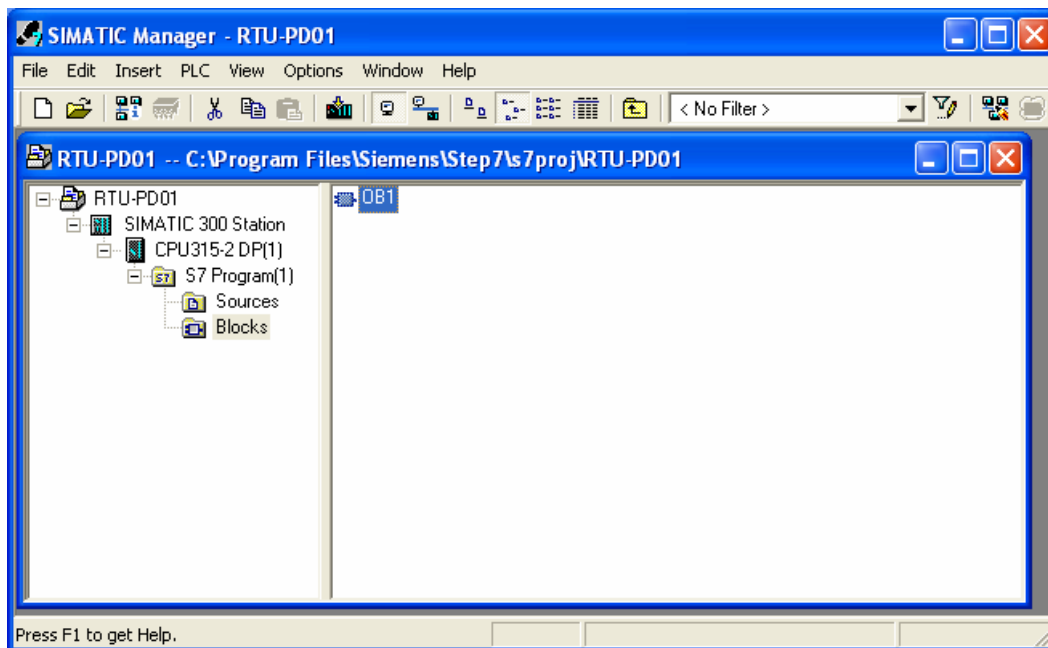 SIMATIC Manager - RTU-PD01
File Edit Insert PLC View Options Window Help
< No Filter >
RTU-PD01 -- C:\Program Files\Siemens\Step7\s7proj\RTU-PD01
RTU-PD01
SIMATIC 300 Station
CPU315-2 DP(1)
S7 Program(1)
Sources
Blocks
OB1
Press F1 to get Help.